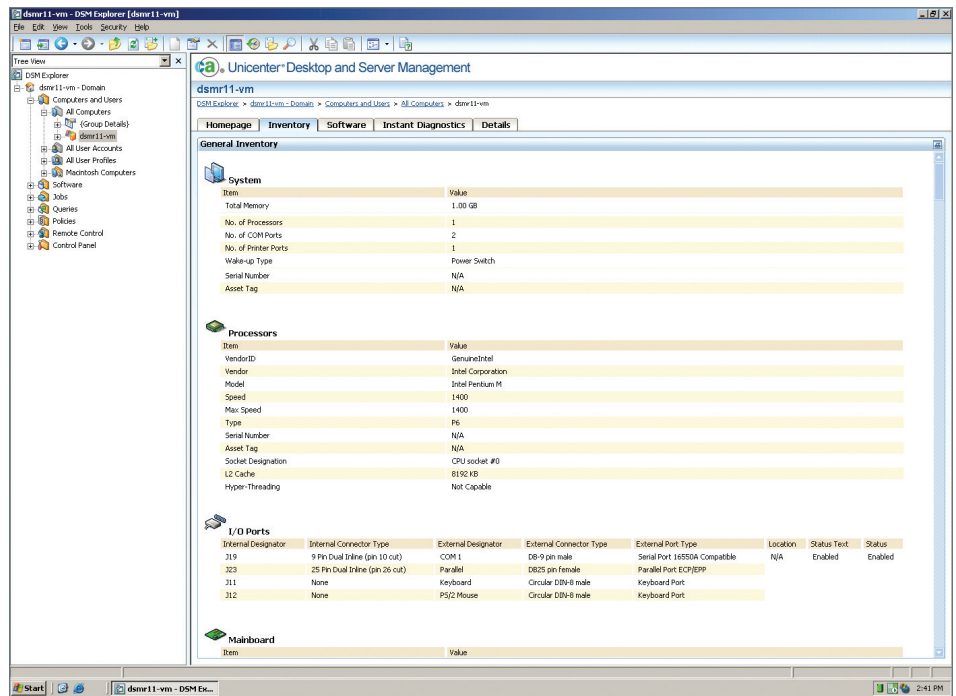 dsmr11-vm - DSM Explorer [dsmr11-vm]
File Edit View Tools Security Help
Tree View
DSM Explorer
dsmr11-vm - Domain
Computers and Users
All Computers
{Group Details}
dsmr11-vm
All User Accounts
All User Profiles
Macintosh Computers
Software
Jobs
Queries
Policies
Remote Control
Control Panel
ca Unicenter® Desktop and Server Management
dsmr11-vm
DSM Explorer > dsmr11-vm - Domain > Computers and Users > All Computers > dsmr11-vm
Homepage Inventory Software Instant Diagnostics Details
General Inventory
System
Item Value
Total Memory 1.00 GB
No. of Processors 1
No. of COM Ports 2
No. of Printer Ports 1
Wake-up Type Power Switch
Serial Number N/A
Asset Tag N/A
Processors
Item Value
VendorID GenuineIntel
Vendor Intel Corporation
Model Intel Pentium M
Speed 1400
Max Speed 1400
Type P6
Serial Number N/A
Asset Tag N/A
Socket Designation CPU socket #0
L2 Cache 8192 KB
Hyper-Threading Not Capable
I/O Ports
Internal Designator Internal Connector Type External Designator External Connector Type External Port Type Location Status Text Status
J19 9 Pin Dual Inline (pin 10 cut) COM 1 DB-9 pin male Serial Port 16550A Compatible N/A Enabled Enabled
J23 25 Pin Dual Inline (pin 26 cut) Parallel DB25 pin female Parallel Port ECP/EPP
J11 None Keyboard Circular DIN-8 male Keyboard Port
J12 None PS/2 Mouse Circular DIN-8 male Keyboard Port
Mainboard
Item Value
Start dsmr11-vm - DSM Ex... 2:41 PM